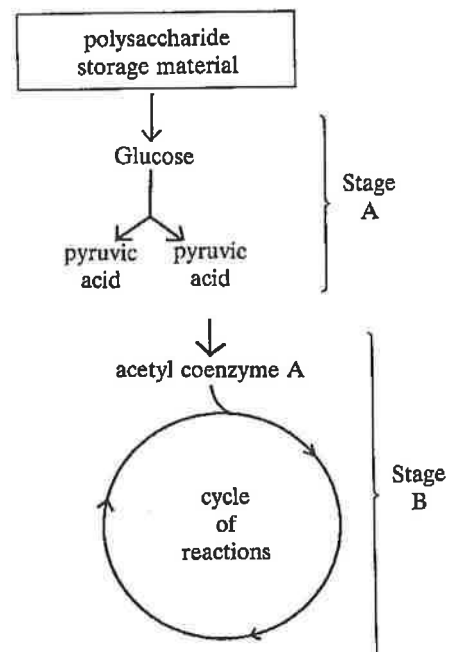 polysaccharide
storage material
Glucose
Stage
A
pyruvic pyruvic
acid acid
acetyl coenzyme A
Stage
B
cycle
of
reactions